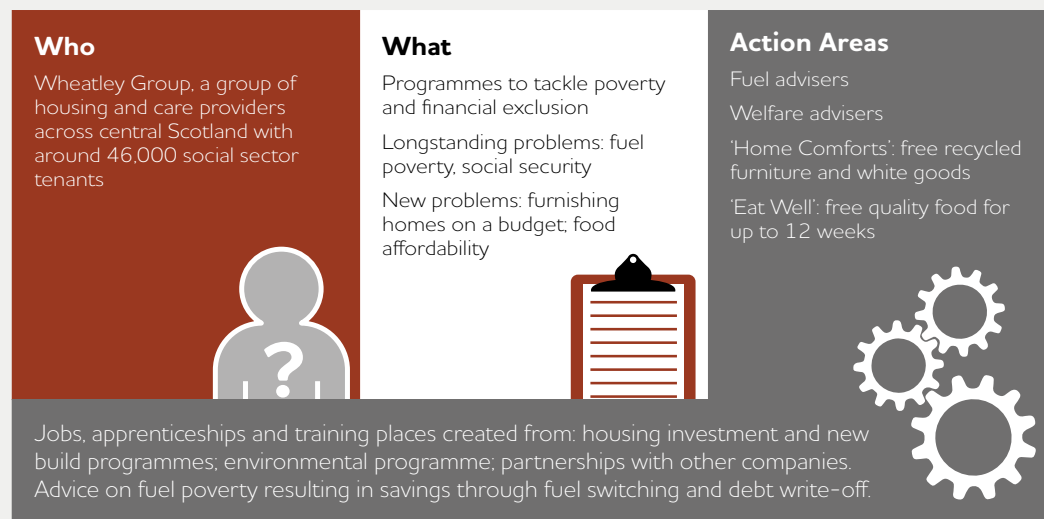 Who
Wheatley Group, a group of
housing and care providers
across central Scotland with
around 46,000 social sector
tenants
?
What
Programmes to tackle poverty
and financial exclusion
Longstanding problems: fuel
poverty, social security
New problems: furnishing
homes on a budget; food
affordability
Action Areas
Fuel advisers
Welfare advisers
‘Home Comforts’: free recycled
furniture and white goods
‘Eat Well’: free quality food for
up to 12 weeks
Jobs, apprenticeships and training places created from: housing investment and new
build programmes; environmental programme; partnerships with other companies.
Advice on fuel poverty resulting in savings through fuel switching and debt write-off.